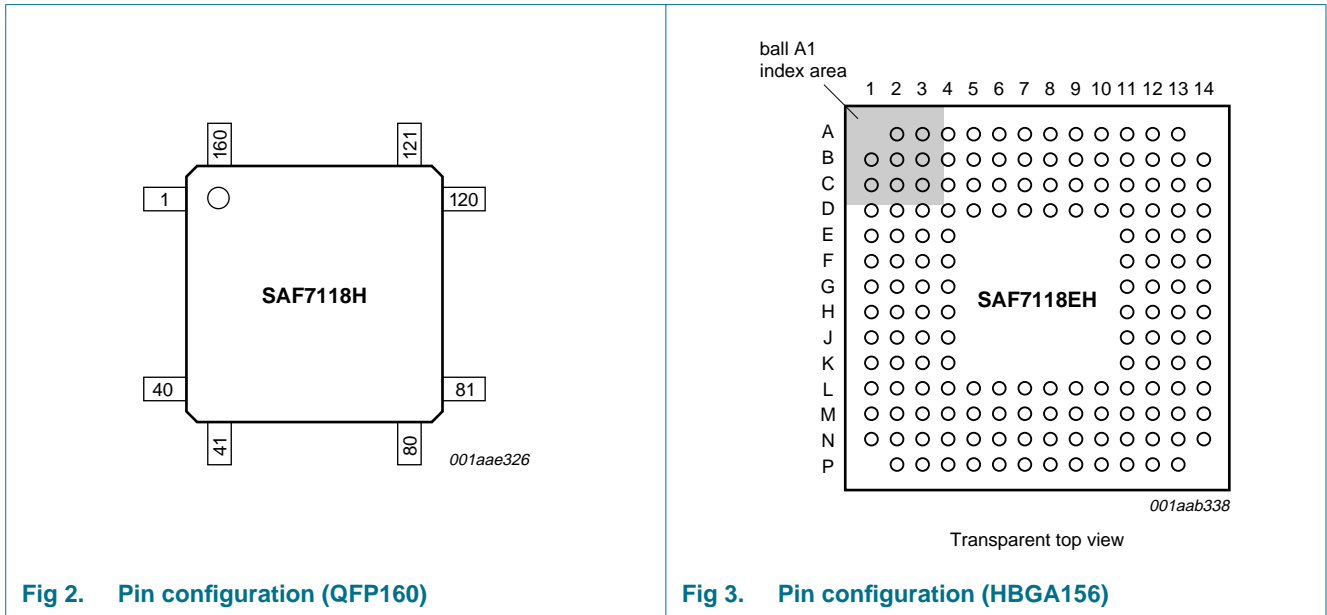 160
121
1
120
SAF7118H
40
81
41
80
001aae326
Fig 2. Pin configuration (QFP160)
ball A1
index area
1 2 3 4 5 6 7 8 9 10 11 12 13 14
A
B
C
D
E
F
G
H
J
K
L
M
N
P
SAF7118EH
001aab338
Transparent top view
Fig 3. Pin configuration (HBGA156)